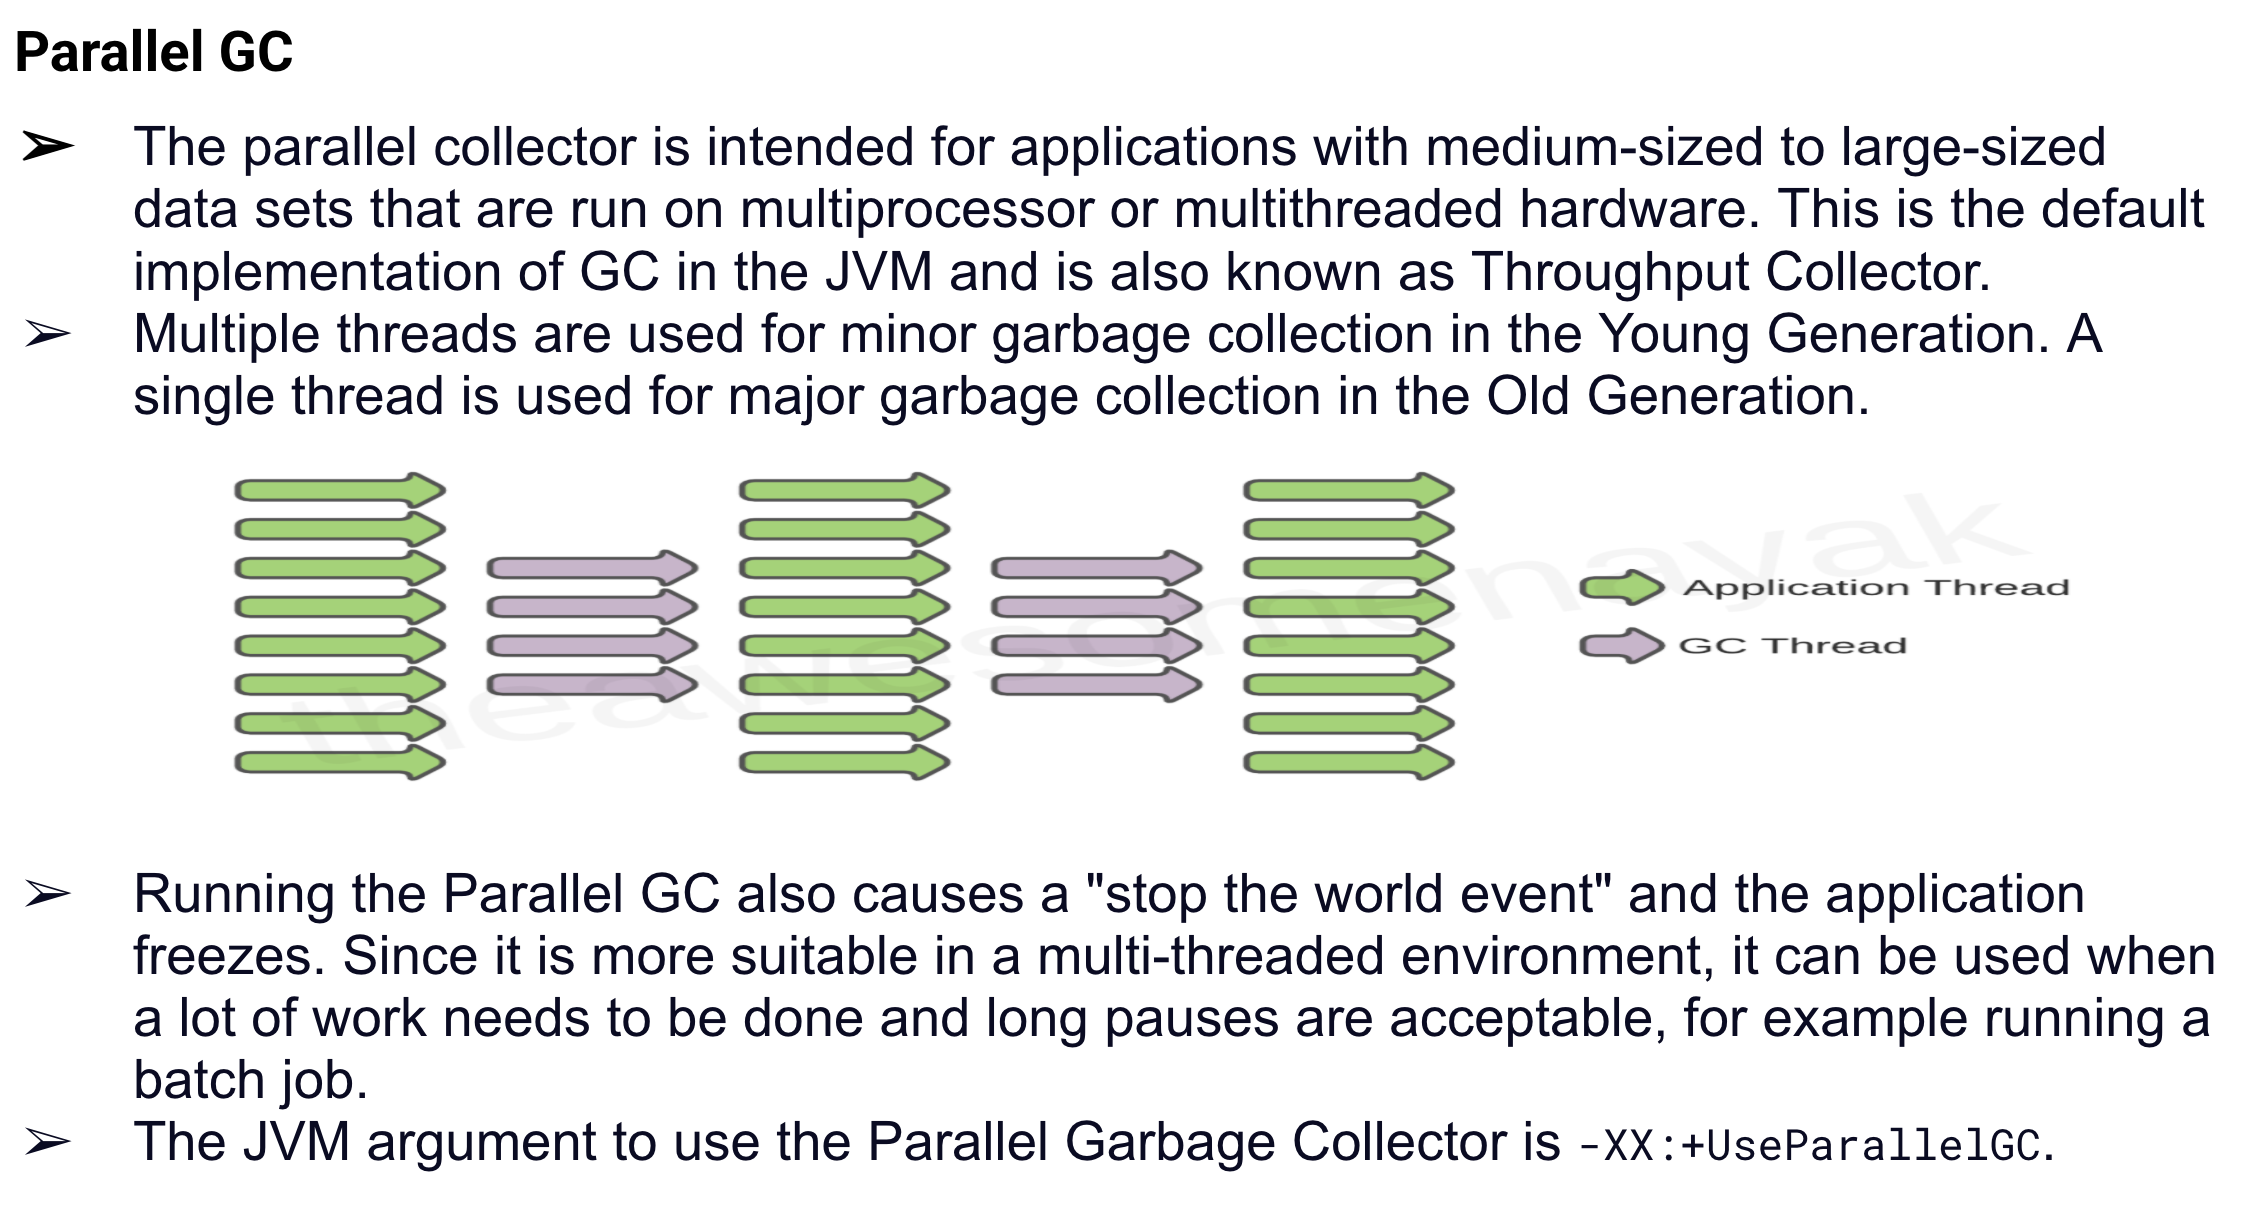 Parallel GC
➢ The parallel collector is intended for applications with medium-sized to large-sized
data sets that are run on multiprocessor or multithreaded hardware. This is the default
implementation of GC in the JVM and is also known as Throughput Collector.
➢ Multiple threads are used for minor garbage collection in the Young Generation. A
single thread is used for major garbage collection in the Old Generation.
theawesomenayak
Application Thread
GC Thread
➢ Running the Parallel GC also causes a "stop the world event" and the application
freezes. Since it is more suitable in a multi-threaded environment, it can be used when
a lot of work needs to be done and long pauses are acceptable, for example running a
batch job.
➢ The JVM argument to use the Parallel Garbage Collector is -XX:+UseParallelGC.